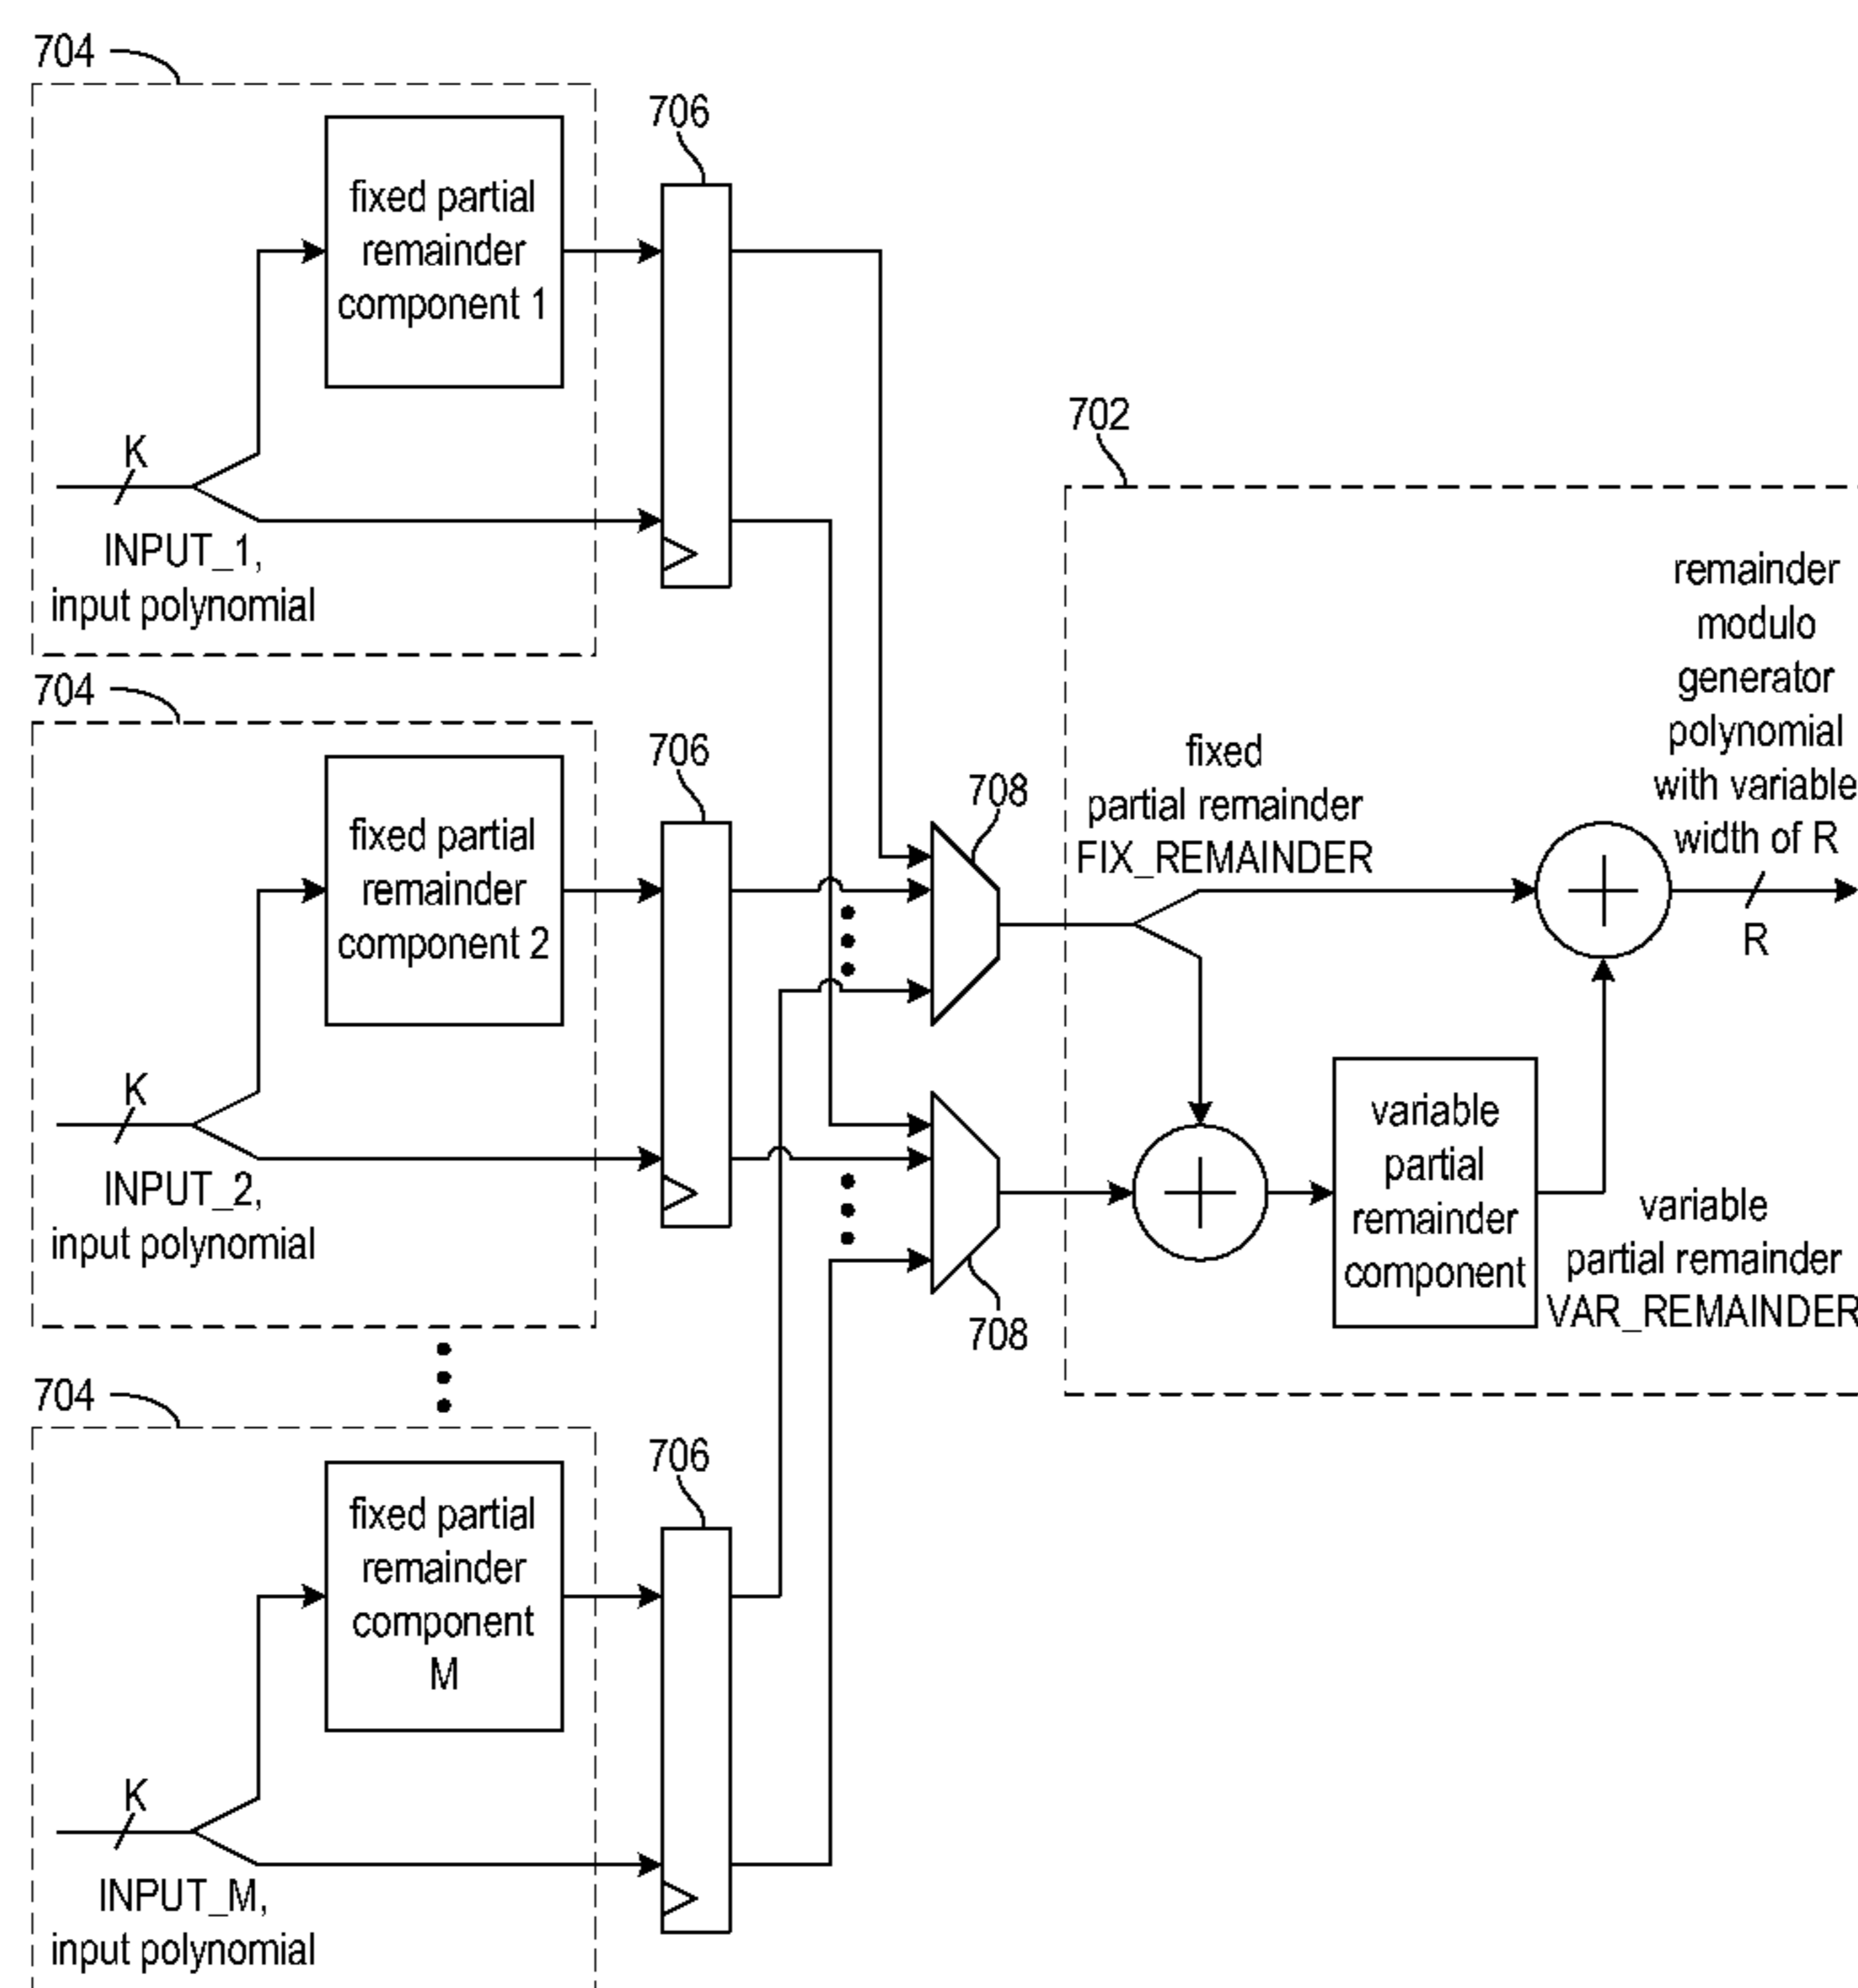 704
706
fixed partial
remainder
component 1
K
INPUT_1,
input polynomial
704
706
fixed partial
remainder
component 2
K
INPUT_2,
input polynomial
704
706
fixed partial
remainder
component
M
K
INPUT_M,
input polynomial
708
708
702
fixed
partial remainder
FIX_REMAINDER
remainder
modulo
generator
polynomial
with variable
width of R
R
variable
partial
remainder
component
variable
partial remainder
VAR_REMAINDER